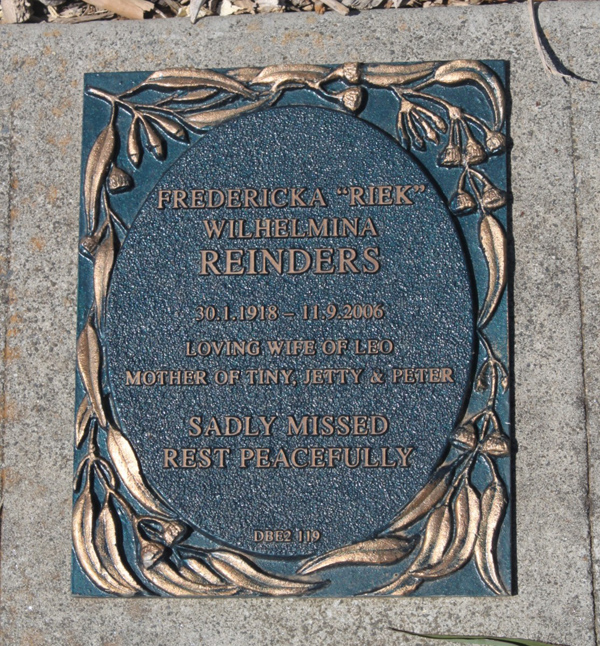 FREDERICKA "RIEK"
WILHELMINA
REINDERS
30.1.1918 – 11.9.2006
LOVING WIFE OF LEO
MOTHER OF TINY, JETTY & PETER
SADLY MISSED
REST PEACEFULLY
DBE2 119